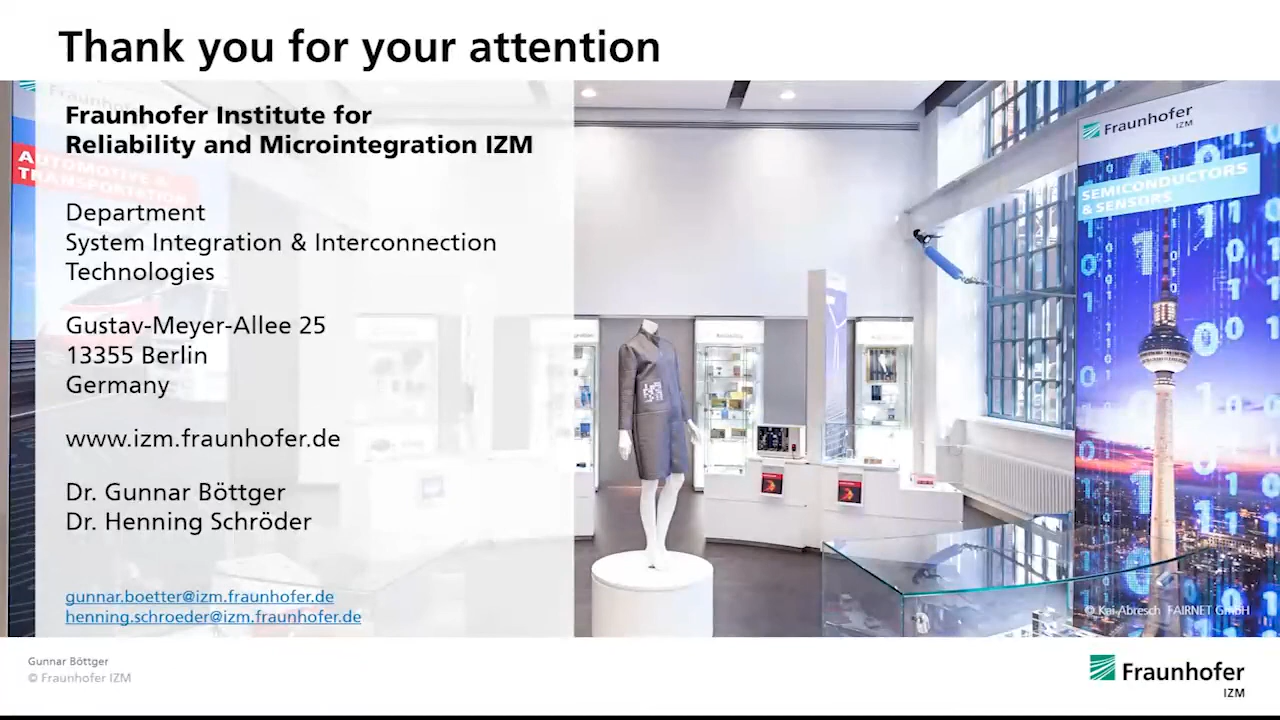 Thank you for your attention
Fraunhofer Institute for
Reliability and Microintegration IZM
Department
System Integration & Interconnection
Technologies
Gustav-Meyer-Allee 25
13355 Berlin
Germany
www.izm.fraunhofer.de
Dr. Gunnar Böttger
Dr. Henning Schröder
gunnar.boetter@izm.fraunhofer.de
henning.schroeder@izm.fraunhofer.de
Fraunhofer
AUTOMOTIVE &
TRANSPORTATION
Fraunhofer
IZM
SEMICONDUCTORS
& SENSORS
© Kai Abresch FAIRNET GmbH
Gunnar Böttger
© Fraunhofer IZM
Fraunhofer
IZM